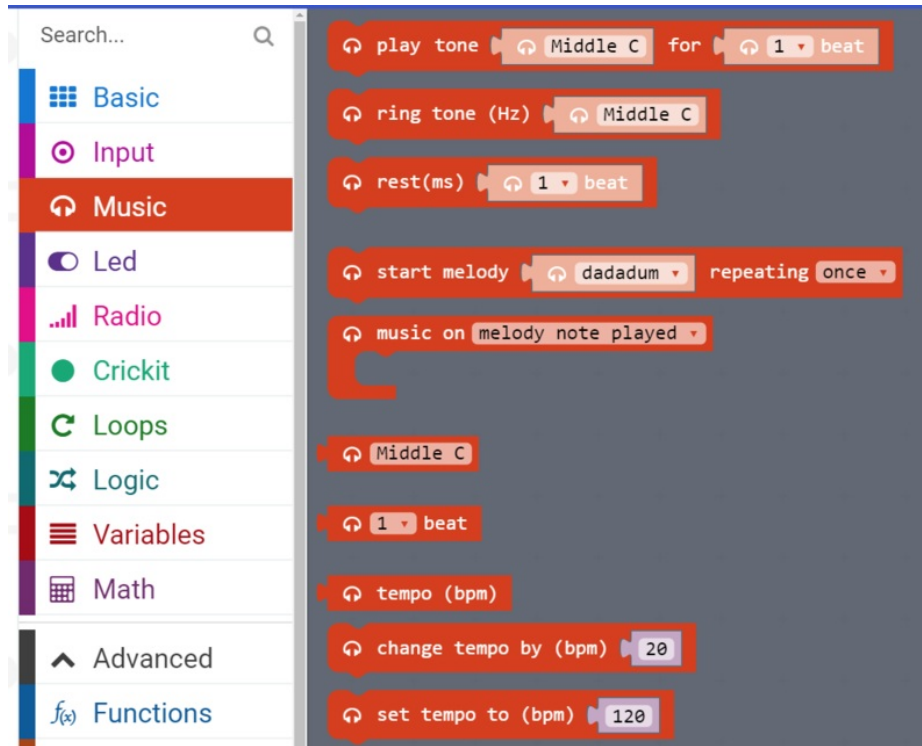 Search...
Basic
Input
Music
Led
Radio
Crickit
Loops
Logic
Variables
Math
Advanced
f(x) Functions
play tone Middle C for 1 beat
ring tone (Hz) Middle C
rest(ms) 1 beat
start melody dadadum repeating once
music on melody note played
Middle C
1 beat
tempo (bpm)
change tempo by (bpm) 20
set tempo to (bpm) 120